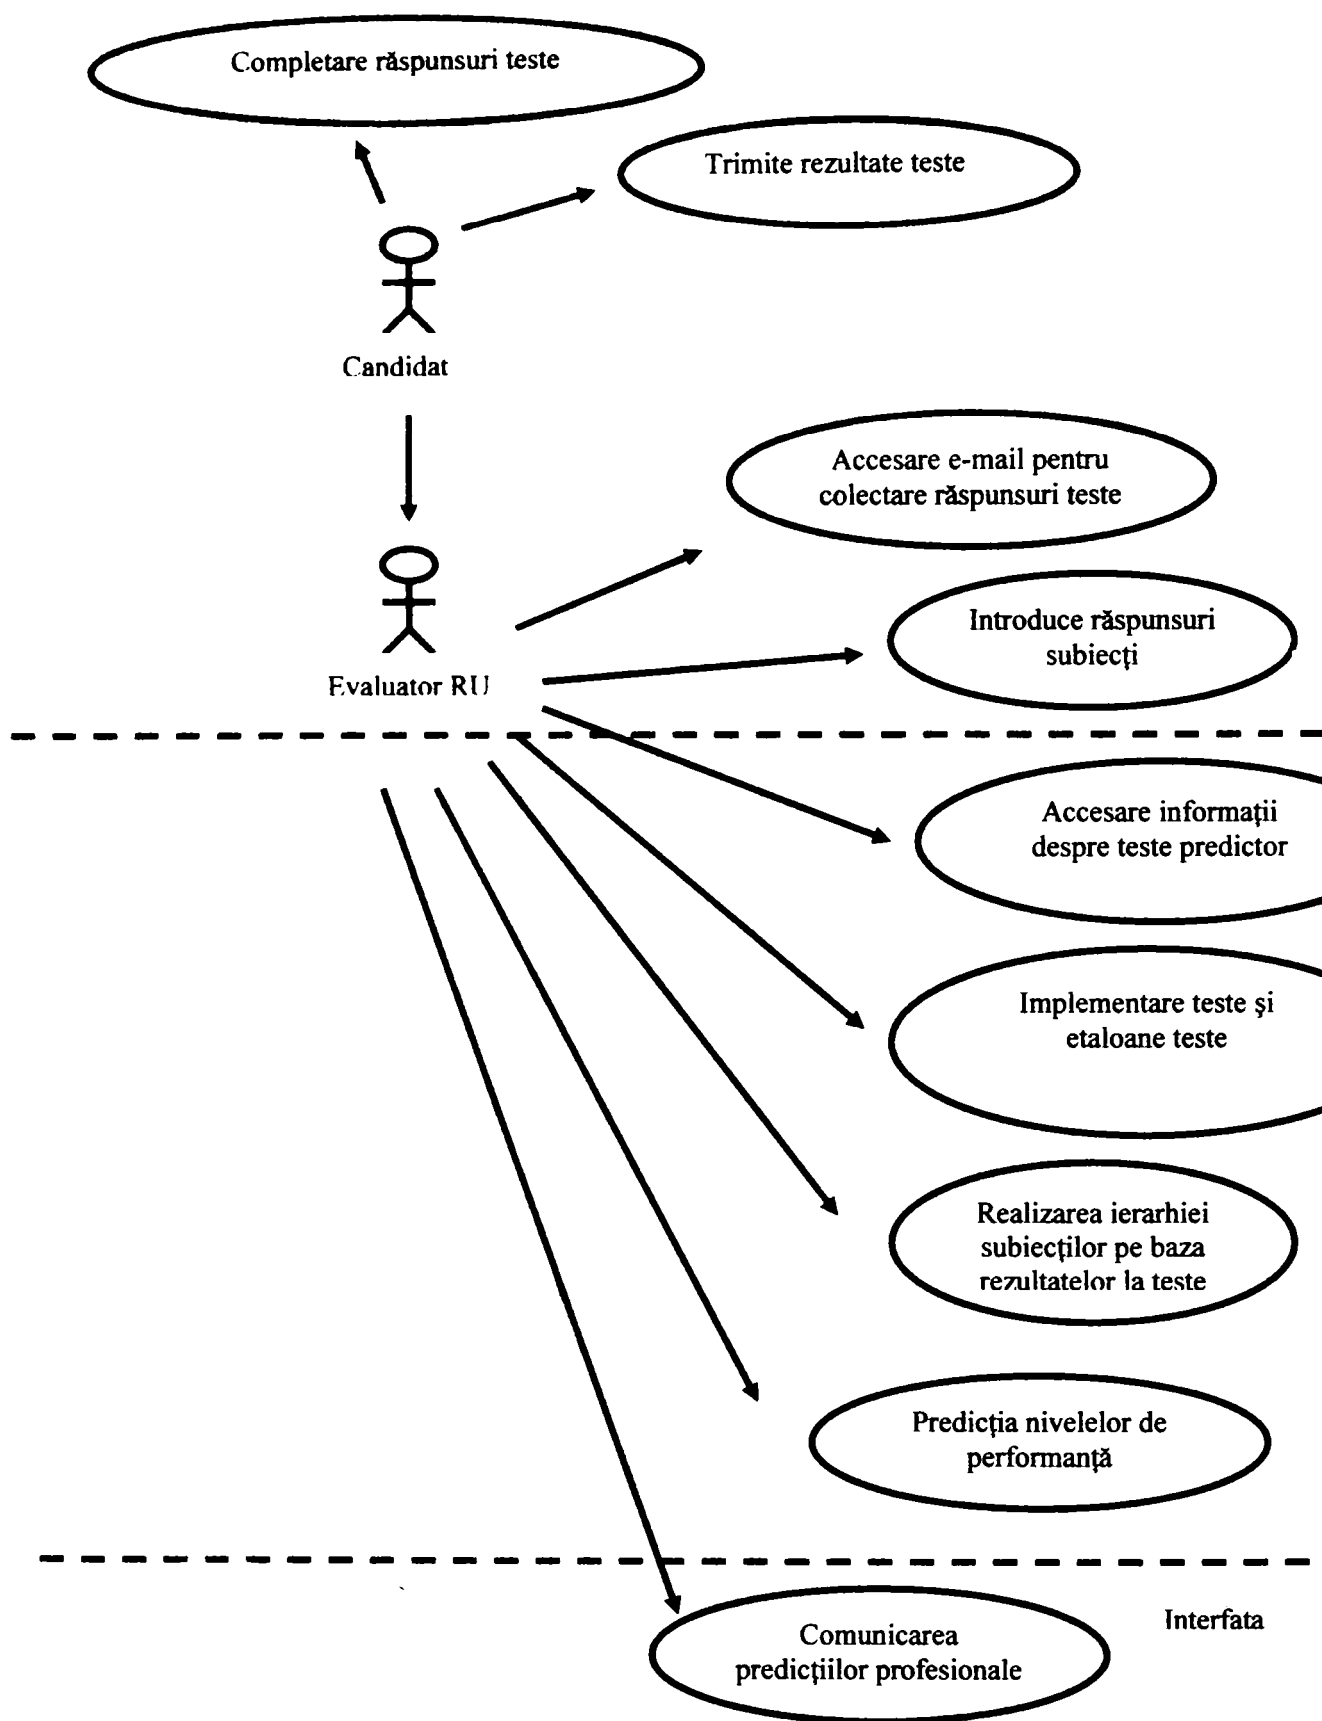 Completare răspunsuri teste
Trimite rezultate teste
Candidat
Accesare e-mail pentru
colectare răspunsuri teste
Introduce răspunsuri
subiecţi
Evaluator RU
Accesare informaţii
despre teste predictor
Implementare teste şi
etaloane teste
Realizarea ierarhiei
subiecţilor pe baza
rezultatelor la teste
Predicţia nivelelor de
performanţă
Interfata
Comunicarea
predicţiilor profesionale